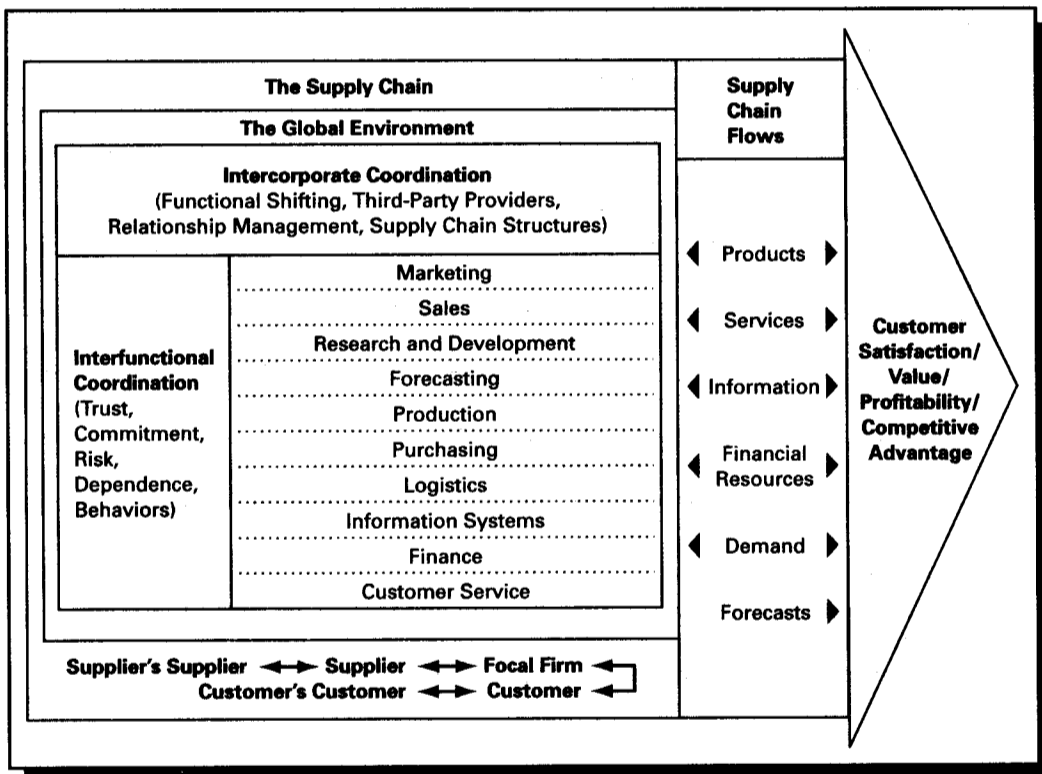 The Supply Chain
The Global Environment
Intercorporate Coordination
(Functional Shifting, Third-Party Providers,
Relationship Management, Supply Chain Structures)
Interfunctional
Coordination
(Trust,
Commitment,
Risk,
Dependence,
Behaviors)
Marketing
Sales
Research and Development
Forecasting
Production
Purchasing
Logistics
Information Systems
Finance
Customer Service
Supplier's Supplier Supplier Focal Firm
Customer's Customer Customer
Supply
Chain
Flows
Products
Services
Information
Financial
Resources
Demand
Forecasts
Customer
Satisfaction/
Value/
Profitability/
Competitive
Advantage